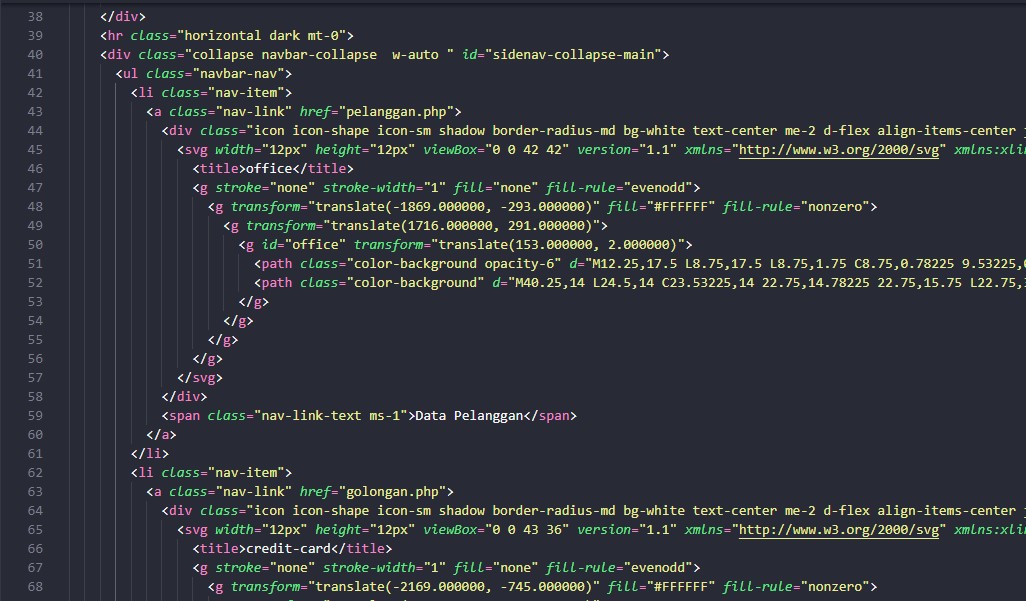 38 </div>
39 <hr class="horizontal dark mt-0">
40 <div class="collapse navbar-collapse  w-auto " id="sidenav-collapse-main">
41 <ul class="navbar-nav">
42 <li class="nav-item">
43 <a class="nav-link" href="pelanggan.php">
44 <div class="icon icon-shape icon-sm shadow border-radius-md bg-white text-center me-2 d-flex align-items-center
45 <svg width="12px" height="12px" viewBox="0 0 42 42" version="1.1" xmlns="http://www.w3.org/2000/svg"
46 <title>office</title>
47 <g stroke="none" stroke-width="1" fill="none" fill-rule="evenodd">
48 <g transform="translate(-1869.000000, -293.000000)" fill="#FFFFFF" fill-rule="nonzero">
49 <g transform="translate(1716.000000, 291.000000)">
50 <g id="office" transform="translate(153.000000, 2.000000)">
51 <path class="color-background opacity-6" d="M12.25,17.5 L8.75,17.5 L8.75,1.75 C8.75,0.78225
52 <path class="color-background" d="M40.25,14 L24.5,14 C23.53225,14 22.75,14.78225 22.75,15.75
53 </g>
54 </g>
55 </g>
56 </g>
57 </svg>
58 </div>
59 <span class="nav-link-text ms-1">Data Pelanggan</span>
60 </a>
61 </li>
62 <li class="nav-item">
63 <a class="nav-link" href="golongan.php">
64 <div class="icon icon-shape icon-sm shadow border-radius-md bg-white text-center me-2 d-flex align-items-center
65 <svg width="12px" height="12px" viewBox="0 0 43 36" version="1.1" xmlns="http://www.w3.org/2000/svg"
66 <title>credit-card</title>
67 <g stroke="none" stroke-width="1" fill="none" fill-rule="evenodd">
68 <g transform="translate(-2169.000000, -745.000000)" fill="#FFFFFF" fill-rule="nonzero">